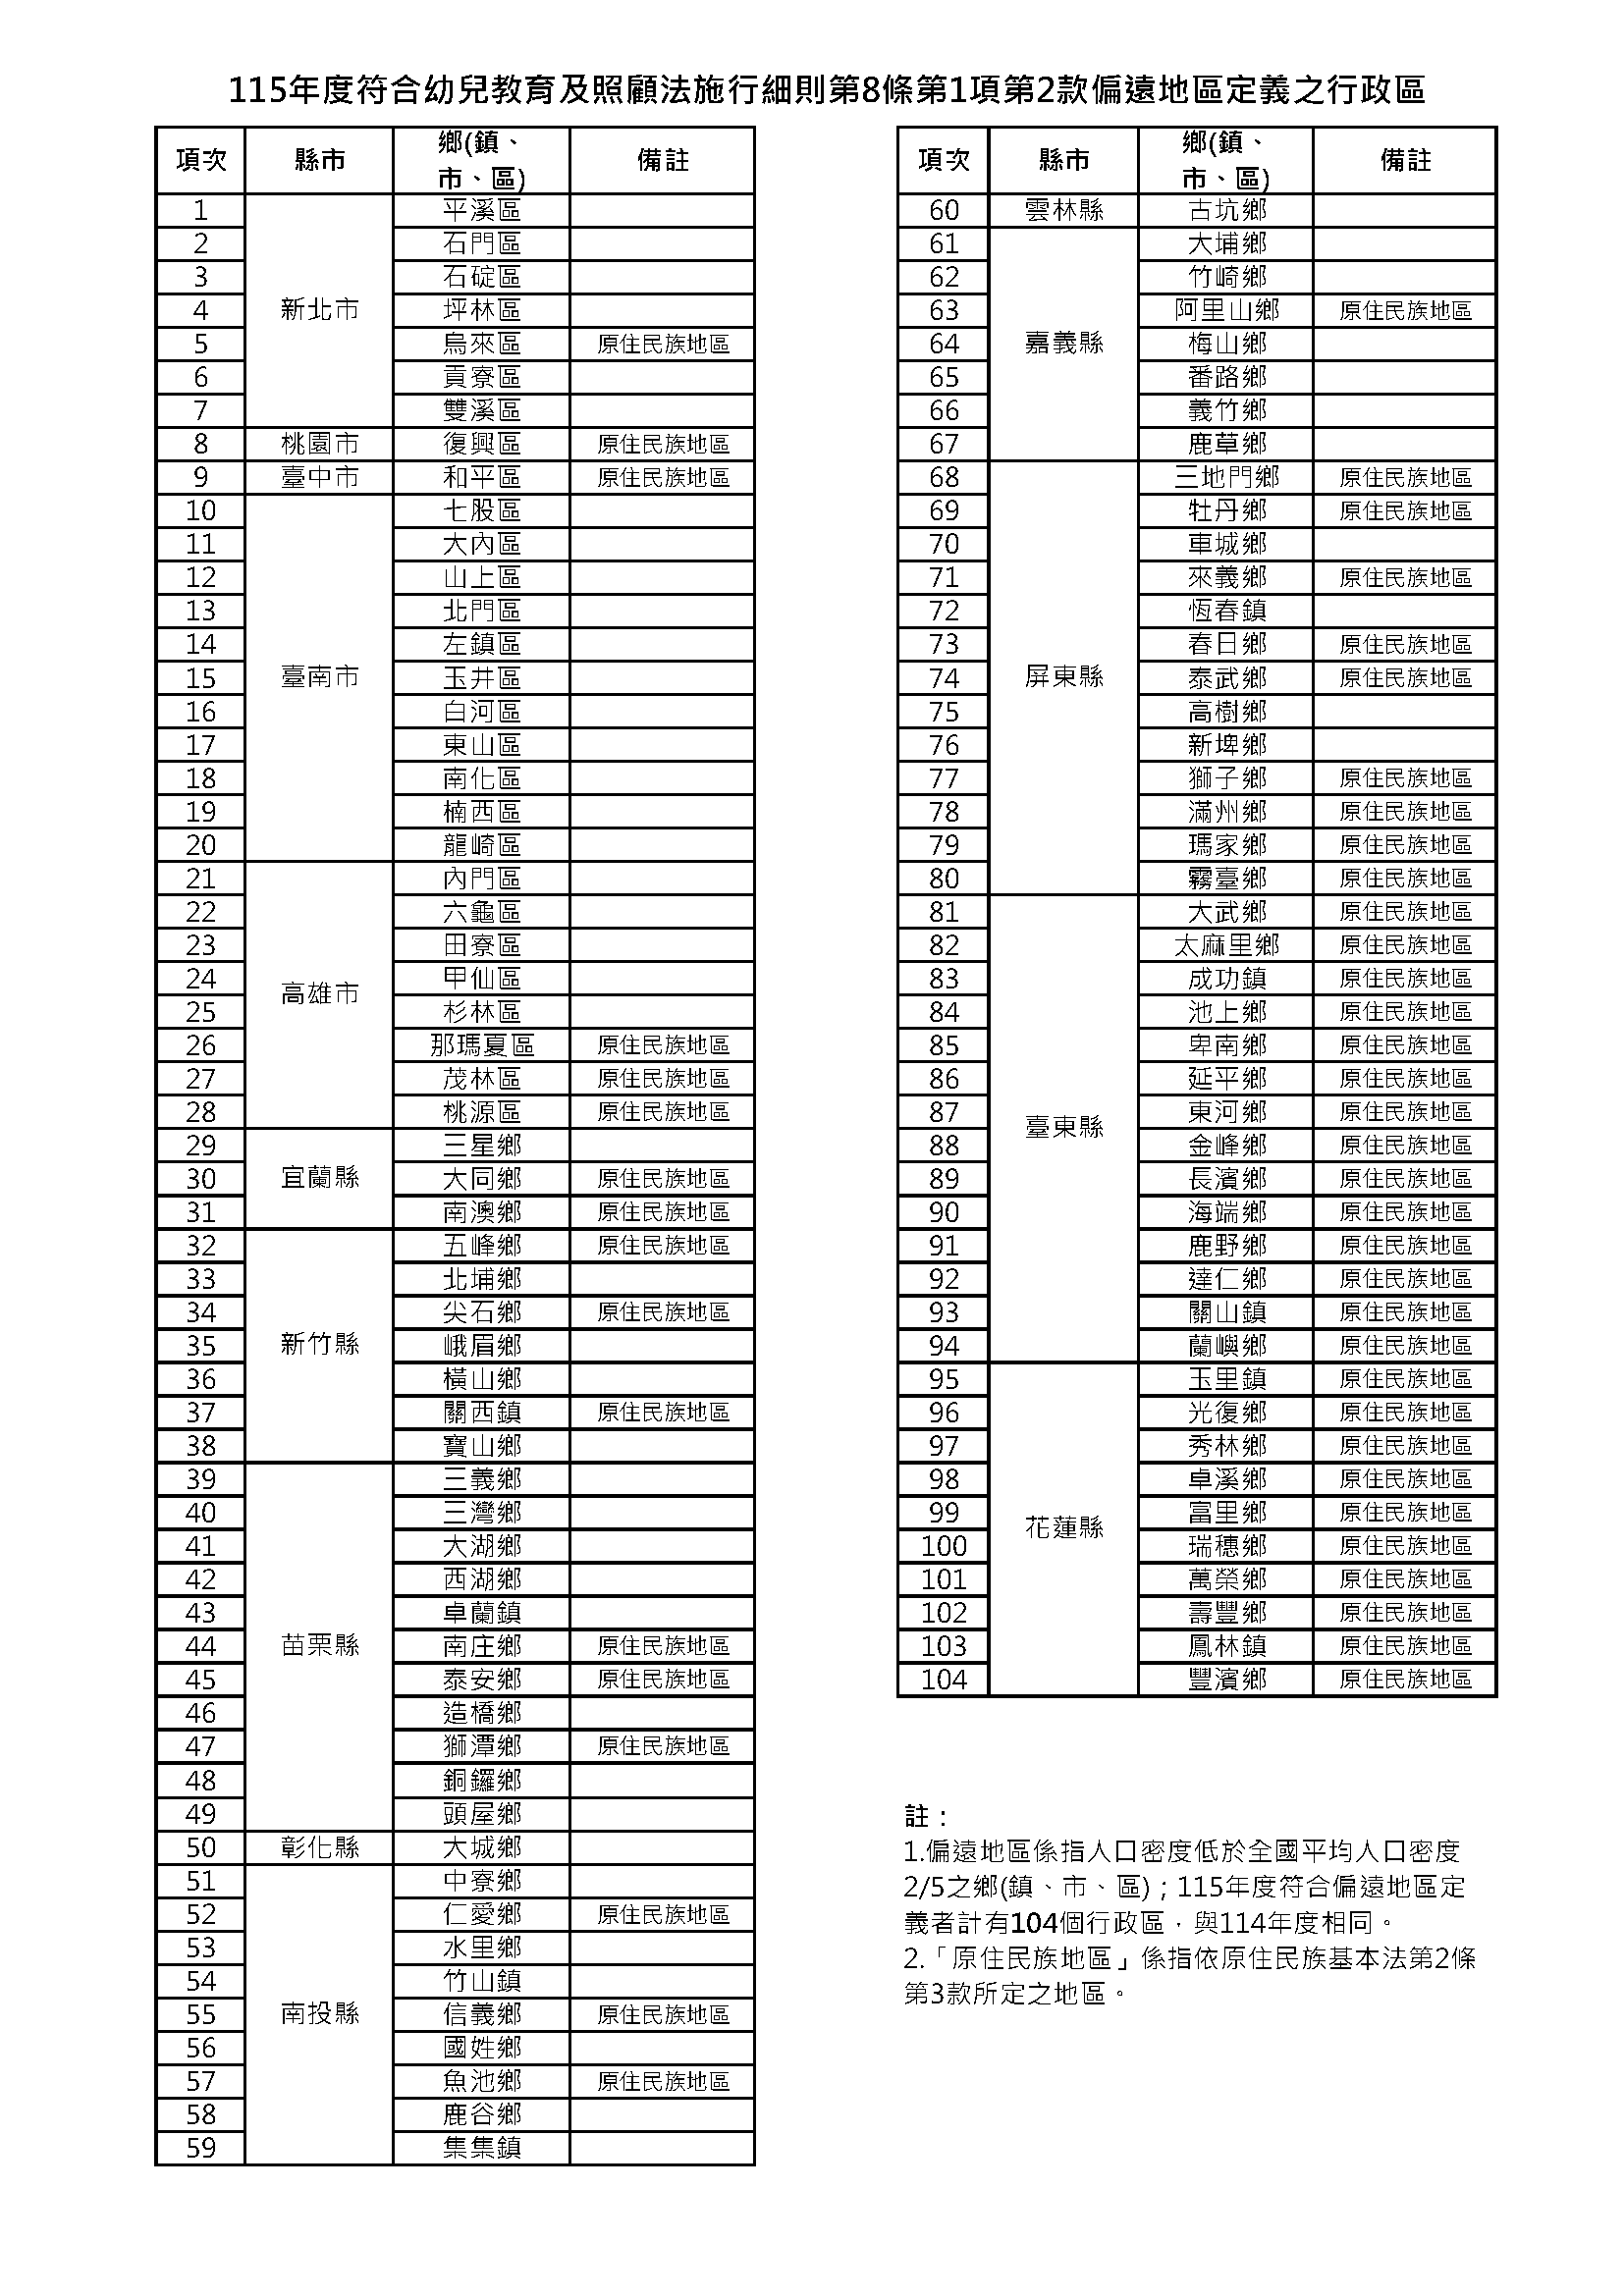 115年度符合幼兒教育及照顧法施行細則第8條第1項第2款偏遠地區定義之行政區
項次 縣市 鄉(鎮、市、區) 備註
1 新北市 平溪區
2 石門區
3 石碇區
4 坪林區
5 烏來區 原住民族地區
6 貢寮區
7 雙溪區
8 桃園市 復興區 原住民族地區
9 臺中市 和平區 原住民族地區
10 臺南市 七股區
11 大內區
12 山上區
13 北門區
14 左鎮區
15 玉井區
16 白河區
17 東山區
18 南化區
19 楠西區
20 龍崎區
21 高雄市 內門區
22 六龜區
23 田寮區
24 甲仙區
25 杉林區
26 那瑪夏區 原住民族地區
27 茂林區 原住民族地區
28 桃源區 原住民族地區
29 宜蘭縣 三星鄉
30 大同鄉 原住民族地區
31 南澳鄉 原住民族地區
32 新竹縣 五峰鄉 原住民族地區
33 北埔鄉
34 尖石鄉 原住民族地區
35 峨眉鄉
36 橫山鄉
37 關西鎮 原住民族地區
38 寶山鄉
39 苗栗縣 三義鄉
40 三灣鄉
41 大湖鄉
42 西湖鄉
43 卓蘭鎮
44 南庄鄉 原住民族地區
45 泰安鄉 原住民族地區
46 造橋鄉
47 獅潭鄉 原住民族地區
48 銅鑼鄉
49 頭屋鄉
50 彰化縣 大城鄉
51 南投縣 中寮鄉
52 仁愛鄉 原住民族地區
53 水里鄉
54 竹山鎮
55 信義鄉 原住民族地區
56 國姓鄉
57 魚池鄉 原住民族地區
58 鹿谷鄉
59 集集鎮
項次 縣市 鄉(鎮、市、區) 備註
60 雲林縣 古坑鄉
61 嘉義縣 大埔鄉
62 竹崎鄉
63 阿里山鄉 原住民族地區
64 梅山鄉
65 番路鄉
66 義竹鄉
67 鹿草鄉
68 屏東縣 三地門鄉 原住民族地區
69 牡丹鄉 原住民族地區
70 車城鄉
71 來義鄉 原住民族地區
72 恆春鎮
73 春日鄉 原住民族地區
74 泰武鄉 原住民族地區
75 高樹鄉
76 新埤鄉
77 獅子鄉 原住民族地區
78 滿州鄉 原住民族地區
79 瑪家鄉 原住民族地區
80 霧臺鄉 原住民族地區
81 臺東縣 大武鄉 原住民族地區
82 太麻里鄉 原住民族地區
83 成功鎮 原住民族地區
84 池上鄉 原住民族地區
85 卑南鄉 原住民族地區
86 延平鄉 原住民族地區
87 東河鄉 原住民族地區
88 金峰鄉 原住民族地區
89 長濱鄉 原住民族地區
90 海端鄉 原住民族地區
91 鹿野鄉 原住民族地區
92 達仁鄉 原住民族地區
93 關山鎮 原住民族地區
94 蘭嶼鄉 原住民族地區
95 花蓮縣 玉里鎮 原住民族地區
96 光復鄉 原住民族地區
97 秀林鄉 原住民族地區
98 卓溪鄉 原住民族地區
99 富里鄉 原住民族地區
100 瑞穗鄉 原住民族地區
101 萬榮鄉 原住民族地區
102 壽豐鄉 原住民族地區
103 鳳林鎮 原住民族地區
104 豐濱鄉 原住民族地區
註：
1.偏遠地區係指人口密度低於全國平均人口密度
2/5之鄉(鎮、市、區)；115年度符合偏遠地區定
義者計有104個行政區，與114年度相同。
2.「原住民族地區」係指依原住民族基本法第2條
第3款所定之地區。